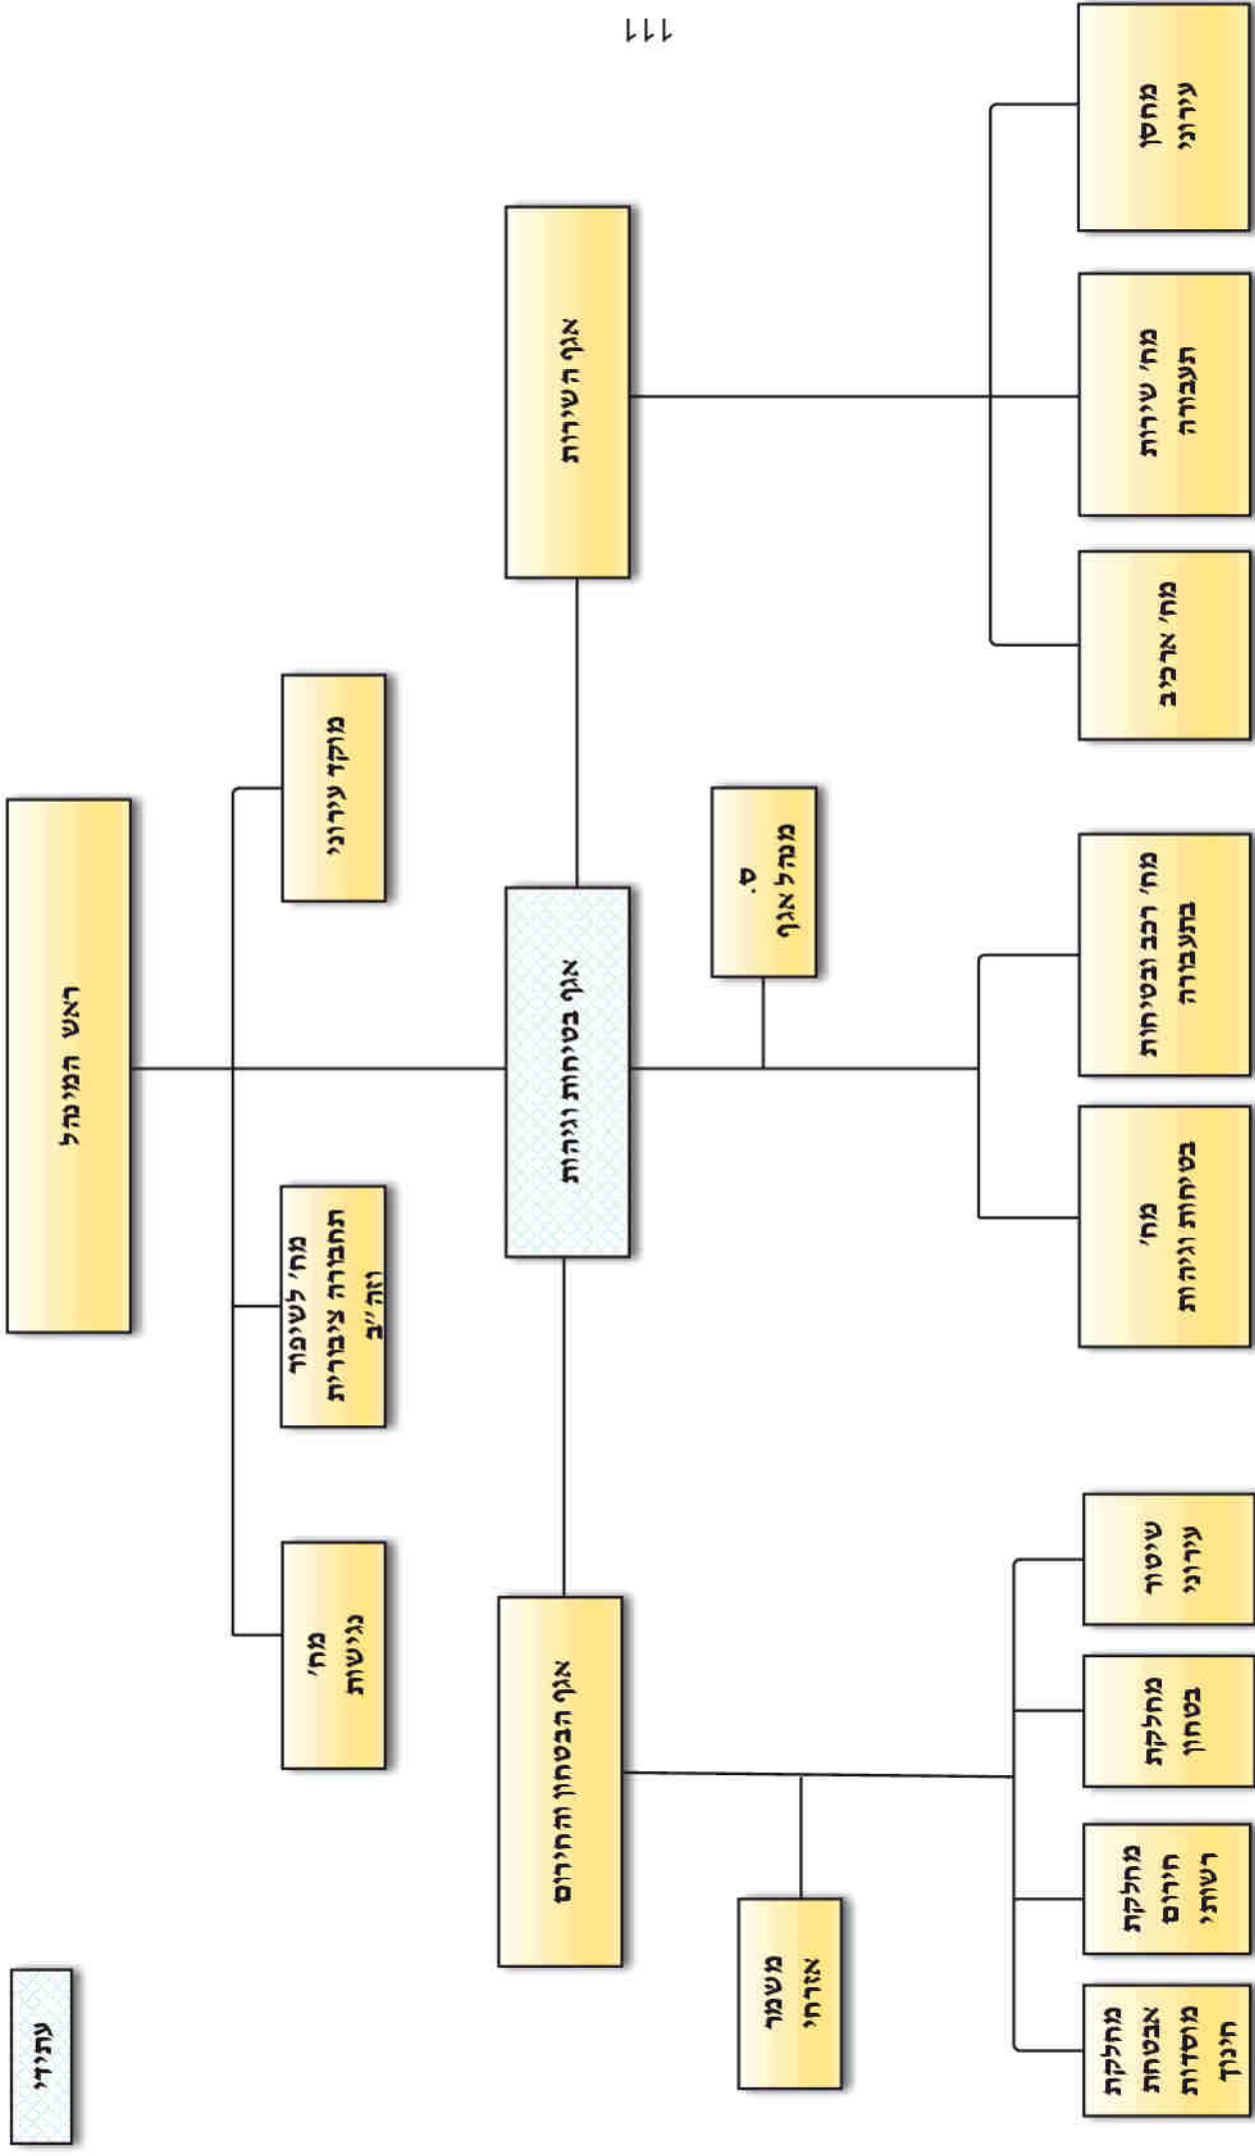 עתידי
ראש המינהל
מוקד עירוני
מח' לשיפור
תחבורה ציבורית
וזה״ב
מח'
נגישות
אגף השירות
אגף בטיחות וגיהות
אגף הבטחון והחירום
ס.
מנהל אגף
משמר
אזרחי
מחסן
עירוני
מח' שירות
תעבורה
מח' ארכיב
מח' רכב ובטיחות
בתעבורה
מח'
בטיחות וגיהות
שיטור
עירוני
מחלקת
בטחון
מחלקת
חירום
רשותי
מחלקת
אבטחת
מוסדות
חינוך
111